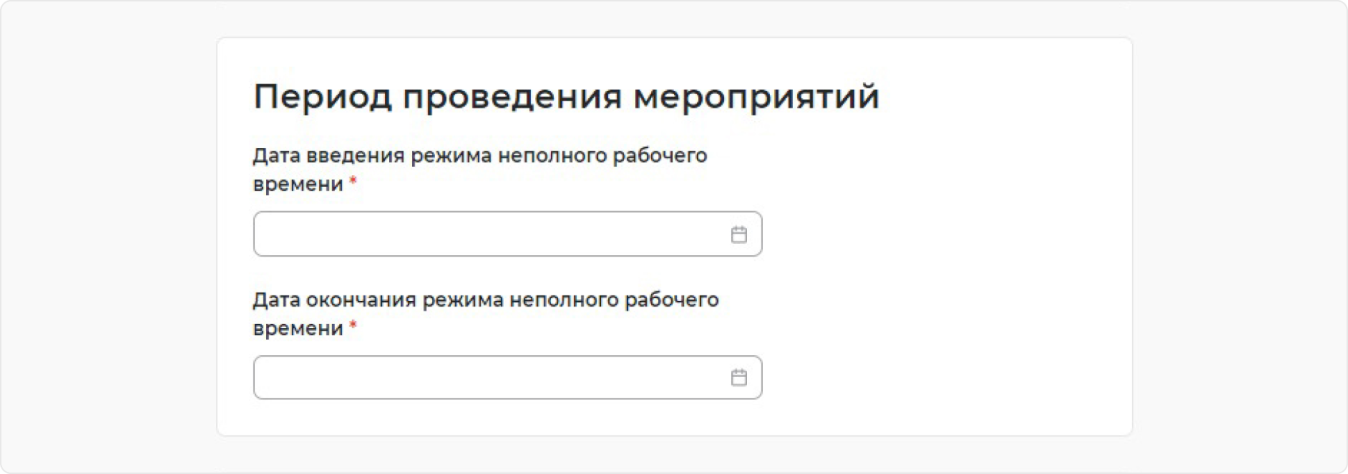 Период проведения мероприятий
Дата введения режима неполного рабочего
времени *
Дата окончания режима неполного рабочего
времени *